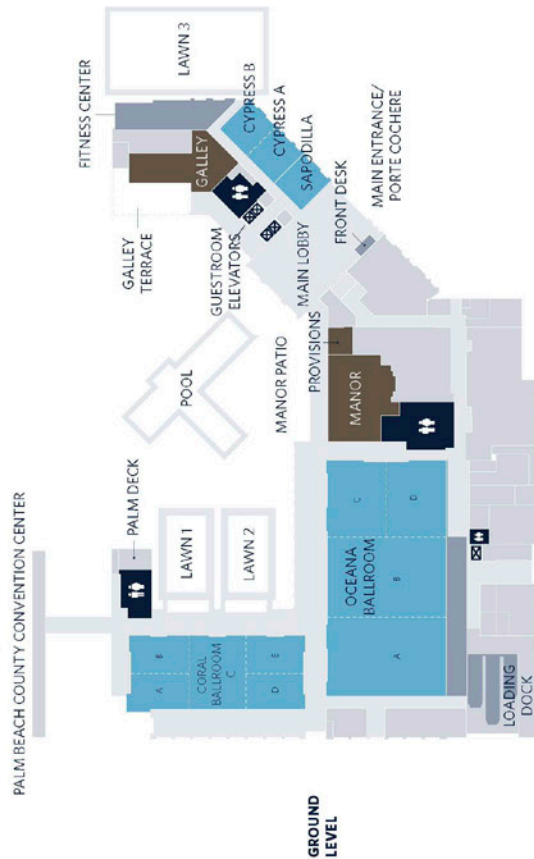 PALM BEACH COUNTY CONVENTION CENTER
PALM DECK
LAWN 1
LAWN 2
A
B
CORAL
BALLROOM
C
D
E
POOL
GALLEY
TERRACE
FITNESS CENTER
LAWN 3
GALLEY
CYPRESS B
CYPRESS A
SAPODILLA
GUESTROOM
ELEVATORS
MAIN LOBBY
FRONT DESK
MAIN ENTRANCE/
PORTE COCHERE
MANOR PATIO
PROVISIONS
MANOR
OCEANA
BALLROOM
A
B
C
D
LOADING
DOCK
GROUND
LEVEL